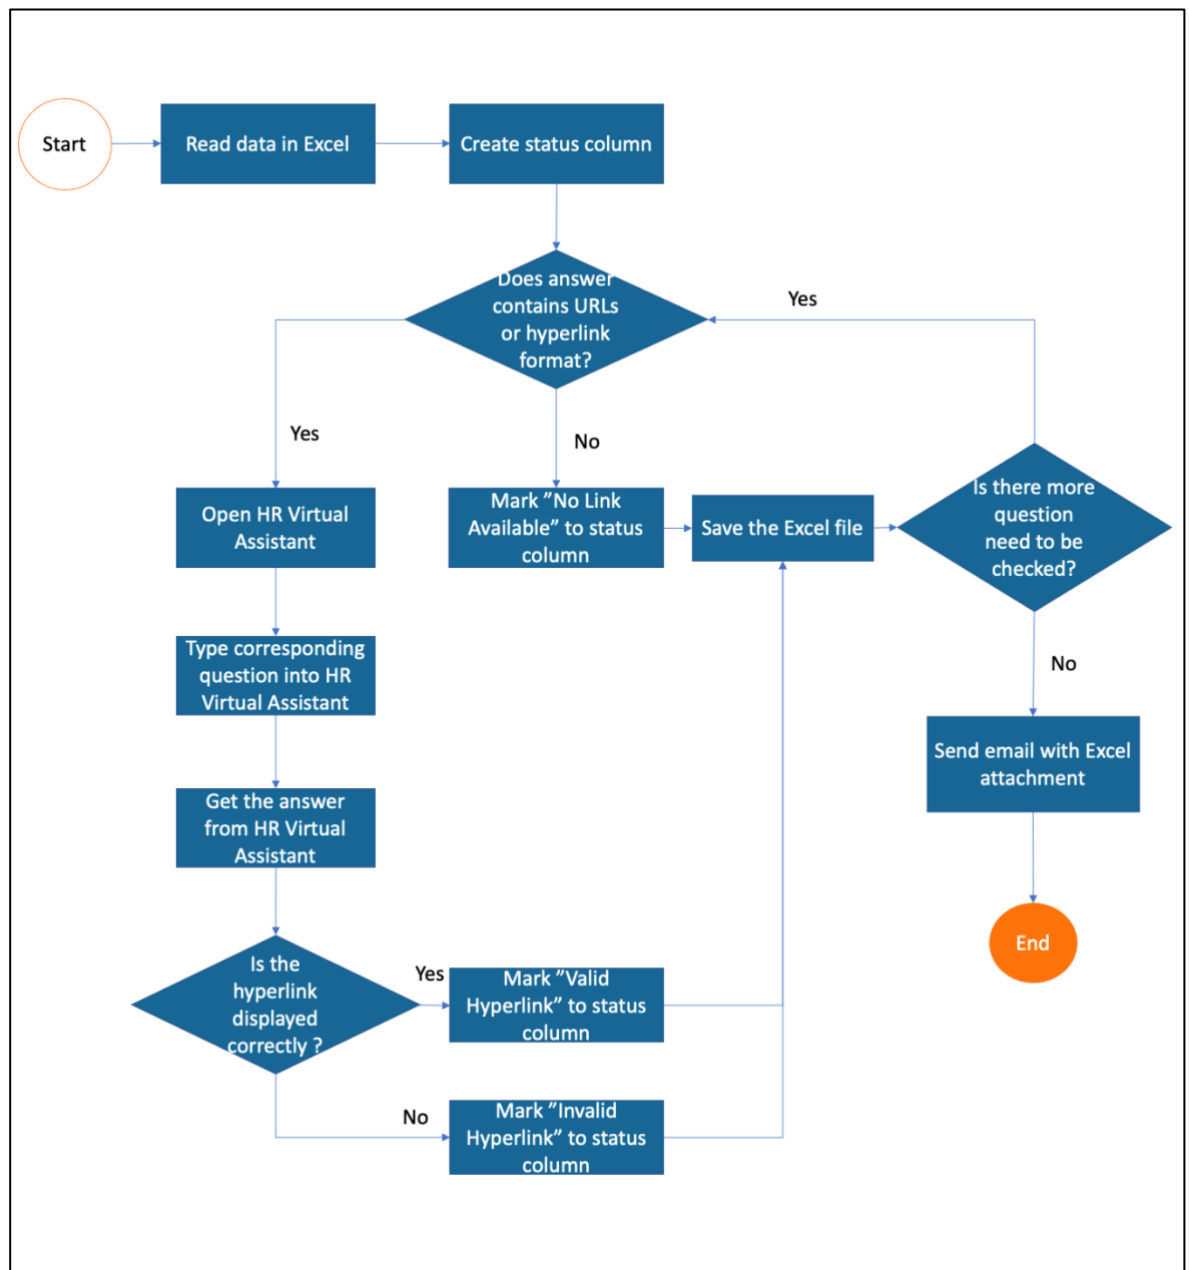 Start
Read data in Excel
Create status column
Does answer
contains URLs
or hyperlink
format?
Yes
Yes
No
Open HR Virtual
Assistant
Mark ”No Link
Available” to status
column
Save the Excel file
Is there more
question
need to be
checked?
Type corresponding
question into HR
Virtual Assistant
No
Send email with Excel
attachment
Get the answer
from HR Virtual
Assistant
End
Is the
hyperlink
displayed
correctly ?
Yes
Mark ”Valid
Hyperlink” to status
column
No
Mark ”Invalid
Hyperlink” to status
column